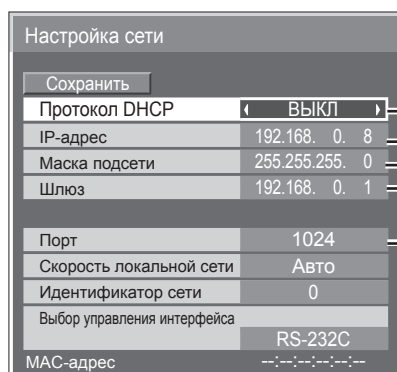 Настройка сети
Сохранить
Протокол DHCP ВЫКЛ
IP-адрес 192.168. 0. 8
Маска подсети 255.255.255. 0
Шлюз 192.168. 0. 1
Порт 1024
Скорость локальной сети Авто
Идентификатор сети 0
Выбор управления интерфейса
RS-232C
MAC-адрес --:--:--:--:--:--